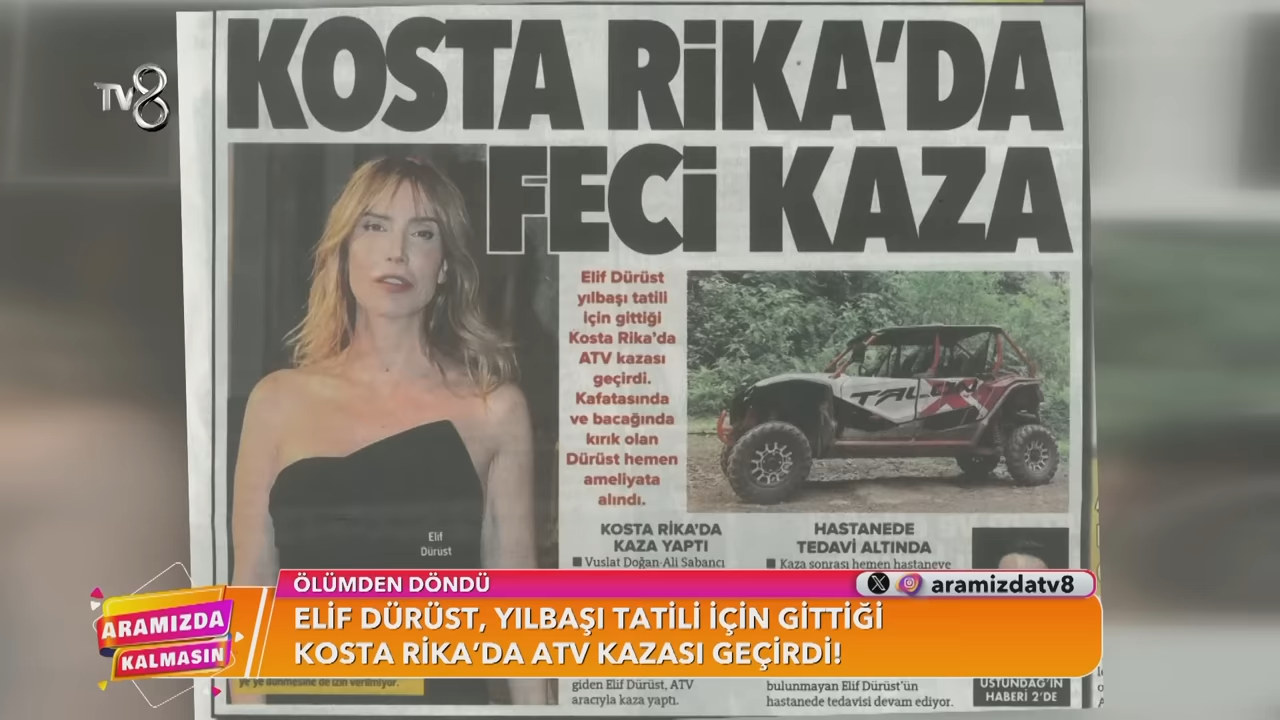 KOSTA RİKA'DA
FECİ KAZA
TV8
Elif Dürüst
yılbaşı tatili
için gittiği
Kosta Rika'da
ATV kazası
geçirdi.
Kafatasında
ve bacağında
kırık olan
Dürüst hemen
ameliyata
alındı.
TALON
Elif
Dürüst
KOSTA RİKA'DA
KAZA YAPTI
■ Vuslat Doğan-Ali Sabancı
HASTANEDE
TEDAVİ ALTINDA
■ Kaza sonrası hemen hastaneye
ÖLÜMDEN DÖNDÜ
aramizdatv8
ARAMIZDA
KALMASIN
ELİF DÜRÜST, YILBAŞI TATİLİ İÇİN GİTTİĞİ
KOSTA RİKA'DA ATV KAZASI GEÇİRDİ!
giden Elif Dürüst, ATV
aracıyla kaza yaptı.
bulunmayan Elif Dürüst'ün
hastanede tedavisi devam ediyor.
ÜSTÜNDAĞ'IN
HABERİ 2'DE